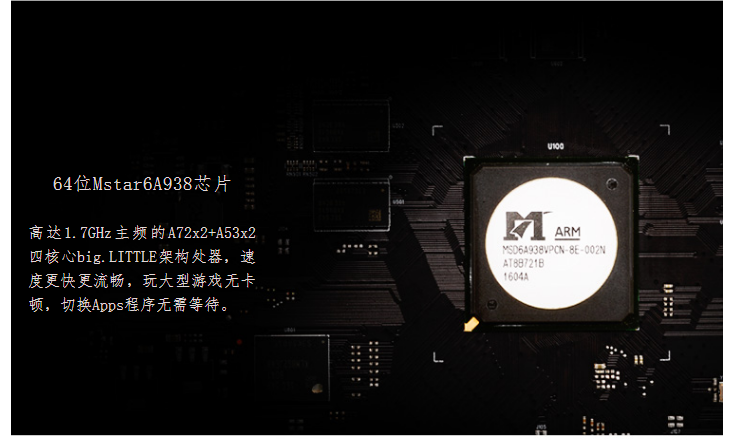 64位Mstar6A938芯片
高达1.7GHz主频的A72x2+A53x2
四核心big.LITTLE架构处器，速
度更快更流畅，玩大型游戏无卡
顿，切换Apps程序无需等待。
U100
ARM
MSD6A938VPCN-8E-002N
AT8B721B
1604A